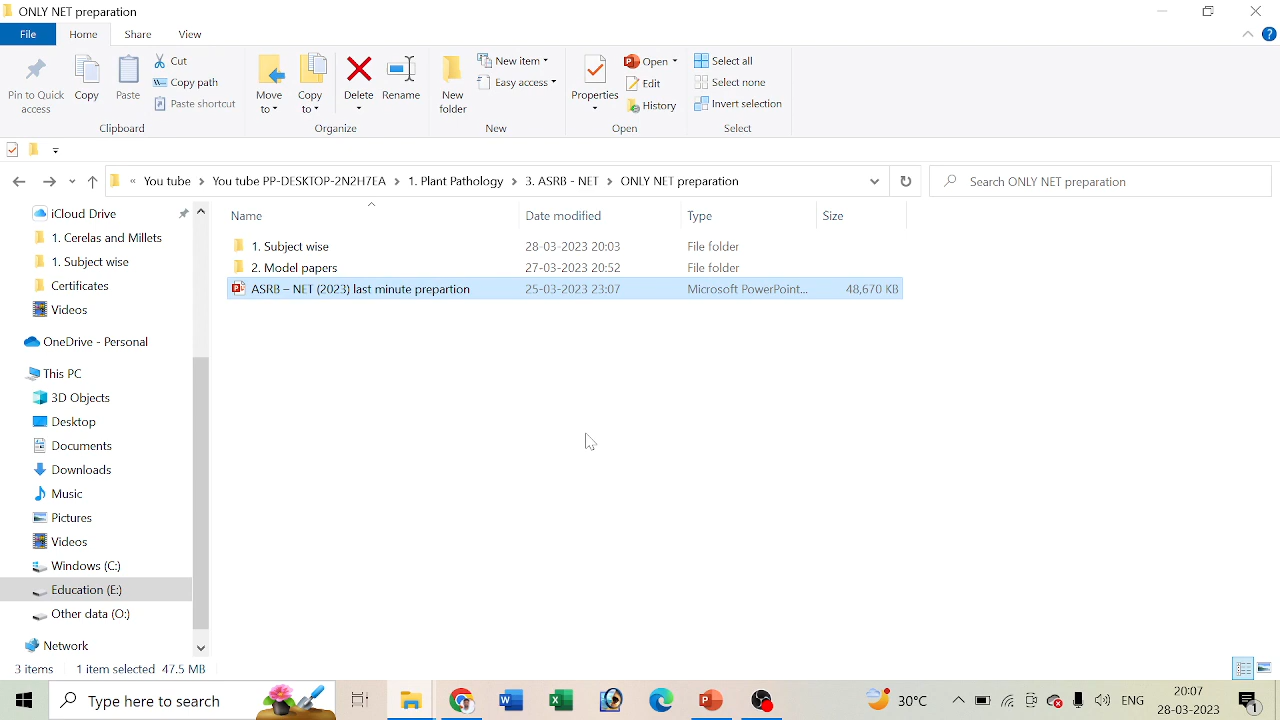 ONLY NET preparation
File
Home
Share
View
Pin to Quick
access
Copy
Paste
Cut
Copy path
Paste shortcut
Clipboard
Move
to
Copy
to
Delete
Rename
Organize
New
folder
New item
Easy access
New
Properties
Open
Edit
History
Open
Select all
Select none
Invert selection
Select
« You tube > You tube PP-DESKTOP-2N2H7EA > 1. Plant Pathology > 3. ASRB - NET > ONLY NET preparation
Search ONLY NET preparation
iCloud Drive
1. Cerelas and Millets
1. Subject wise
Certificates
Videos
OneDrive - Personal
This PC
3D Objects
Desktop
Documents
Downloads
Music
Pictures
Videos
Windows (C:)
Education (E:)
Other data (O:)
Network
Name Date modified Type Size
1. Subject wise 28-03-2023 20:03 File folder
2. Model papers 27-03-2023 20:52 File folder
ASRB – NET (2023) last minute prepartion 25-03-2023 23:07 Microsoft PowerPoint... 48,670 KB
3 items 1 item selected 47.5 MB
Type here to search
30°C
ENG
20:07
28-03-2023
1